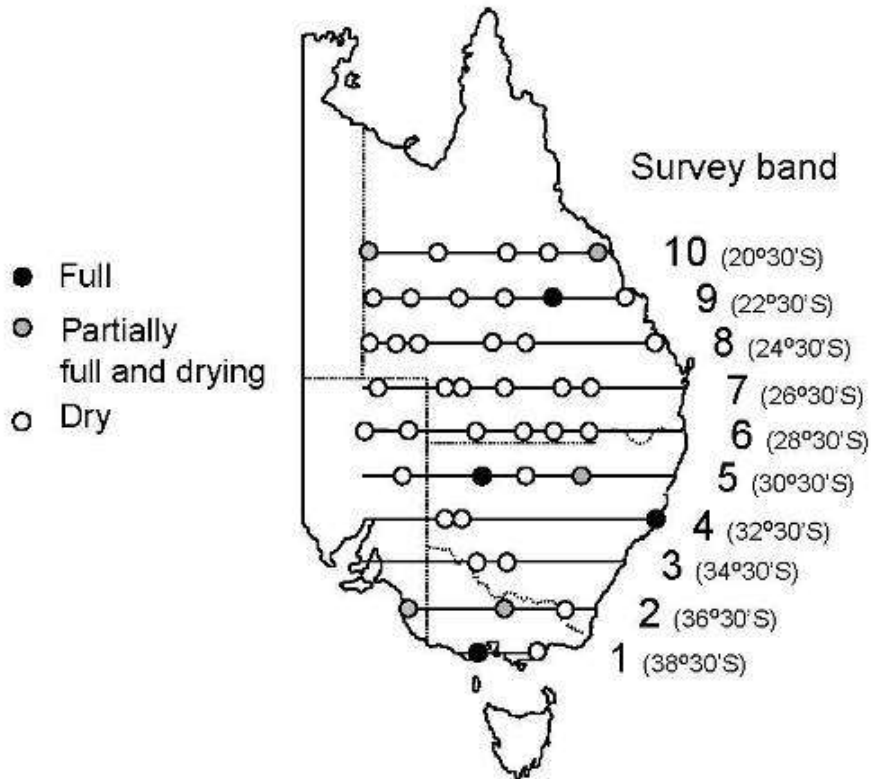 Survey band
10 (20º30'S)
Full
9 (22º30'S)
Partially
full and drying
8 (24º30'S)
Dry
7 (26º30'S)
6 (28º30'S)
5 (30º30'S)
4 (32º30'S)
3 (34º30'S)
2 (36º30'S)
1 (38º30'S)